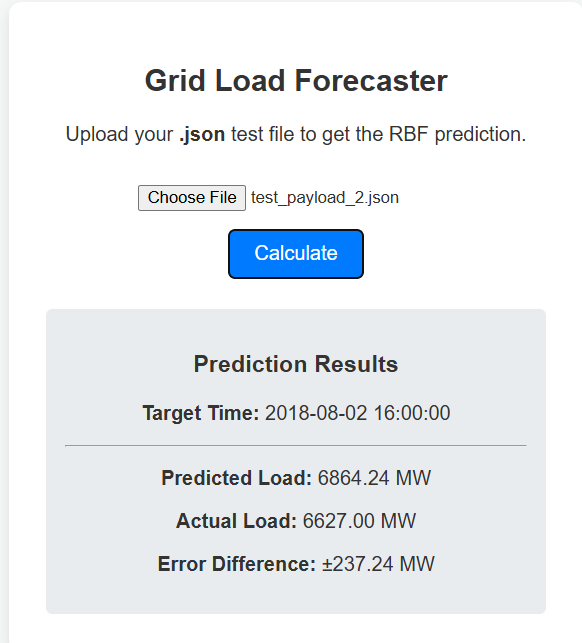 Grid Load Forecaster
Upload your .json test file to get the RBF prediction.
Choose File test_payload_2.json
Calculate
Prediction Results
Target Time: 2018-08-02 16:00:00
Predicted Load: 6864.24 MW
Actual Load: 6627.00 MW
Error Difference: ±237.24 MW